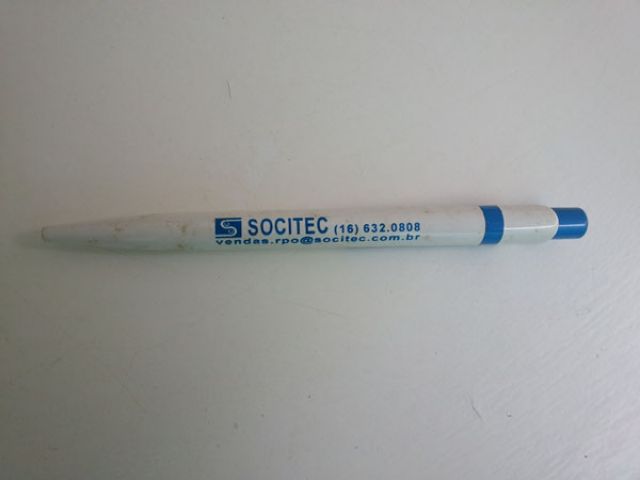 SOCITEC (16) 632.0808
vendas.rpo@socitec.com.br